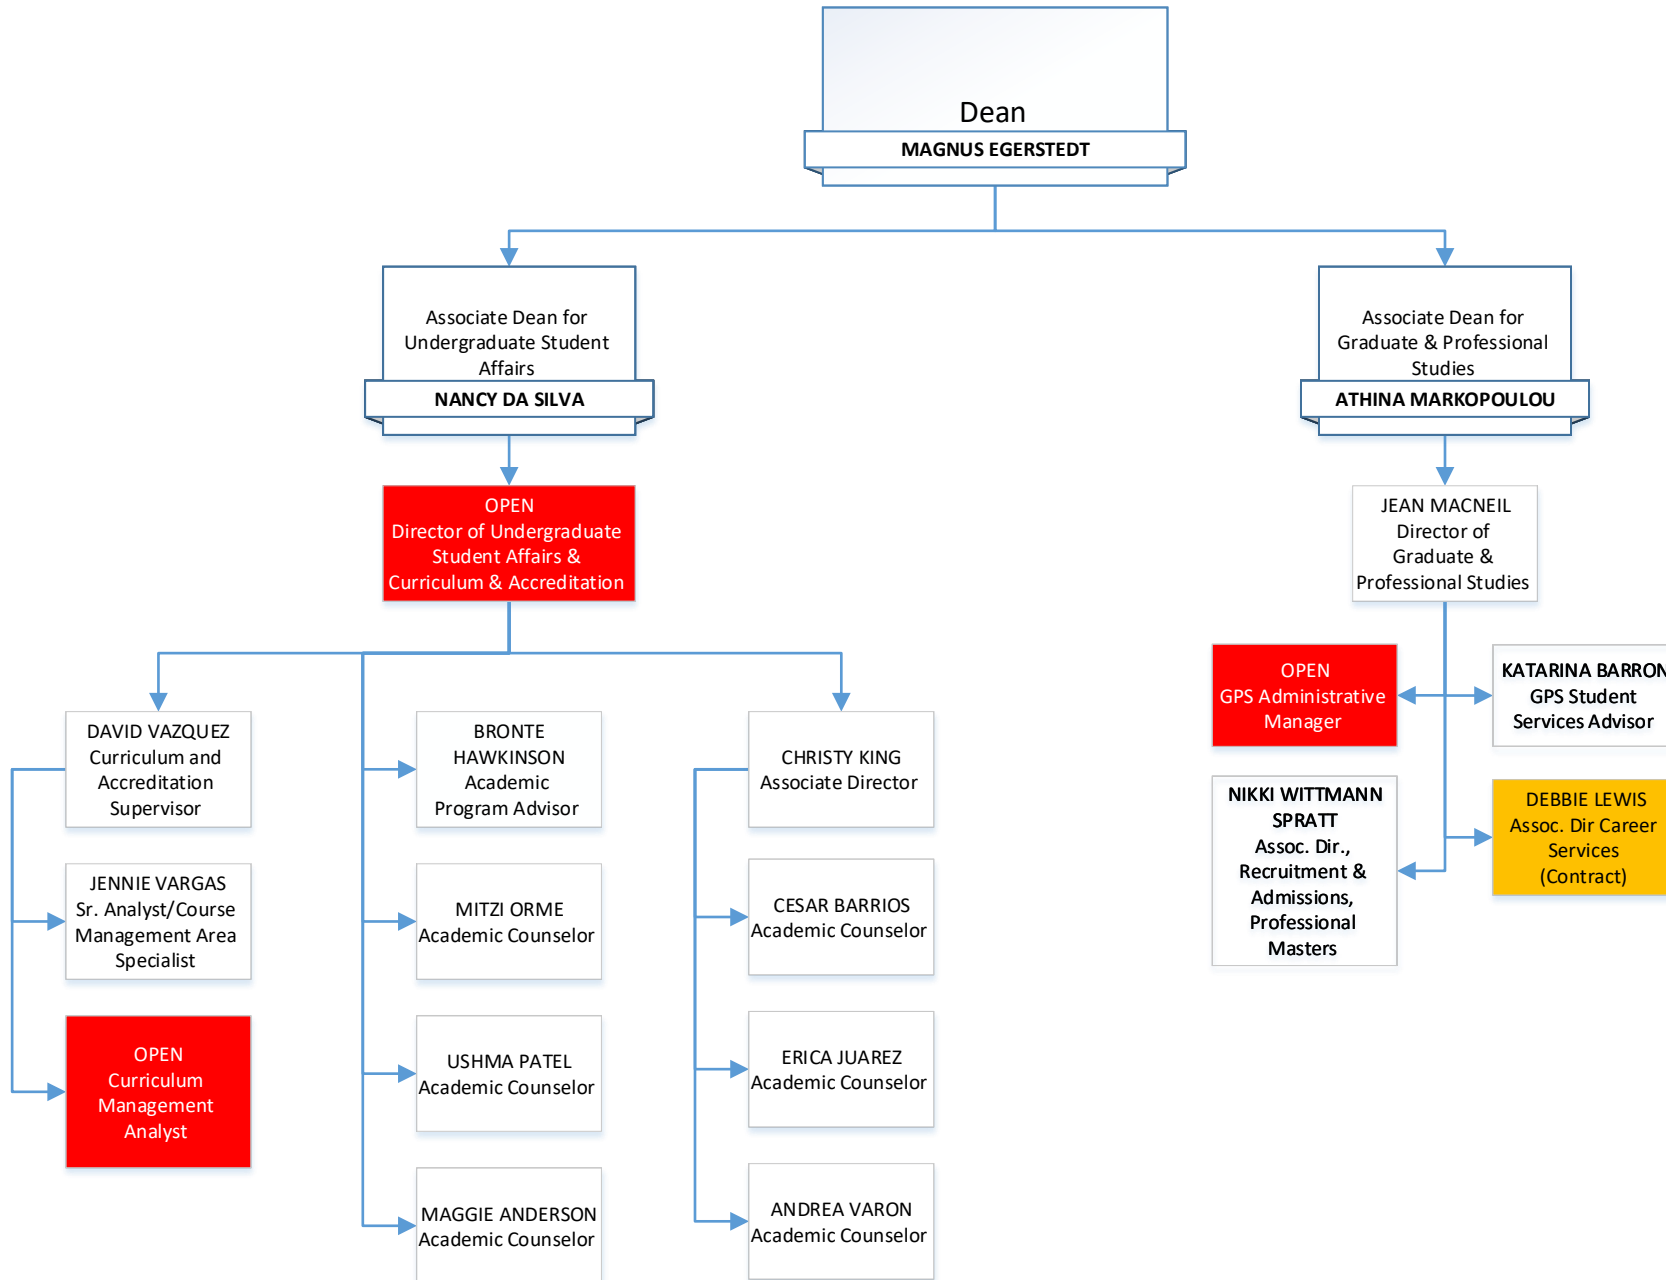 Dean
MAGNUS EGERSTEDT
Associate Dean for
Undergraduate Student
Affairs
NANCY DA SILVA
Associate Dean for
Graduate & Professional
Studies
ATHINA MARKOPOULOU
OPEN
Director of Undergraduate
Student Affairs &
Curriculum & Accreditation
JEAN MACNEIL
Director of
Graduate &
Professional Studies
OPEN
GPS Administrative
Manager
KATARINA BARRON
GPS Student
Services Advisor
DAVID VAZQUEZ
Curriculum and
Accreditation
Supervisor
BRONTE
HAWKINSON
Academic
Program Advisor
CHRISTY KING
Associate Director
NIKKI WITTMANN
SPRATT
Assoc. Dir.,
Recruitment &
Admissions,
Professional
Masters
DEBBIE LEWIS
Assoc. Dir Career
Services
(Contract)
JENNIE VARGAS
Sr. Analyst/Course
Management Area
Specialist
MITZI ORME
Academic Counselor
CESAR BARRIOS
Academic Counselor
OPEN
Curriculum
Management
Analyst
USHMA PATEL
Academic Counselor
ERICA JUAREZ
Academic Counselor
MAGGIE ANDERSON
Academic Counselor
ANDREA VARON
Academic Counselor